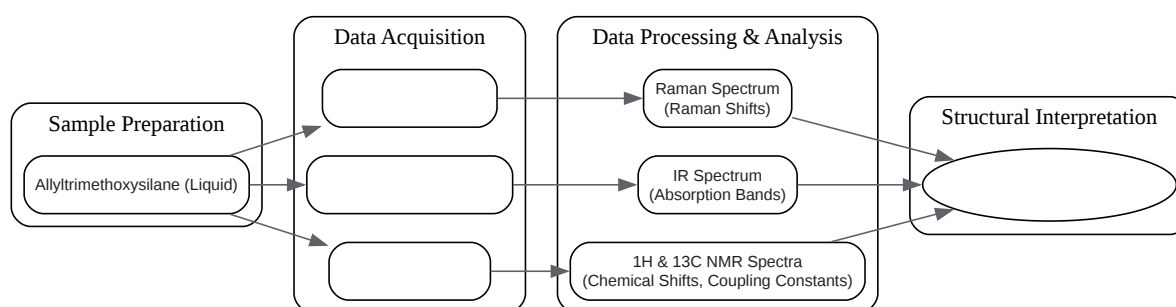 Data Acquisition
Data Processing & Analysis
Raman Spectrum
(Raman Shifts)
Sample Preparation
Structural Interpretation
Allyltrimethoxysilane (Liquid)
IR Spectrum
(Absorption Bands)
1H & 13C NMR Spectra
(Chemical Shifts, Coupling Constants)